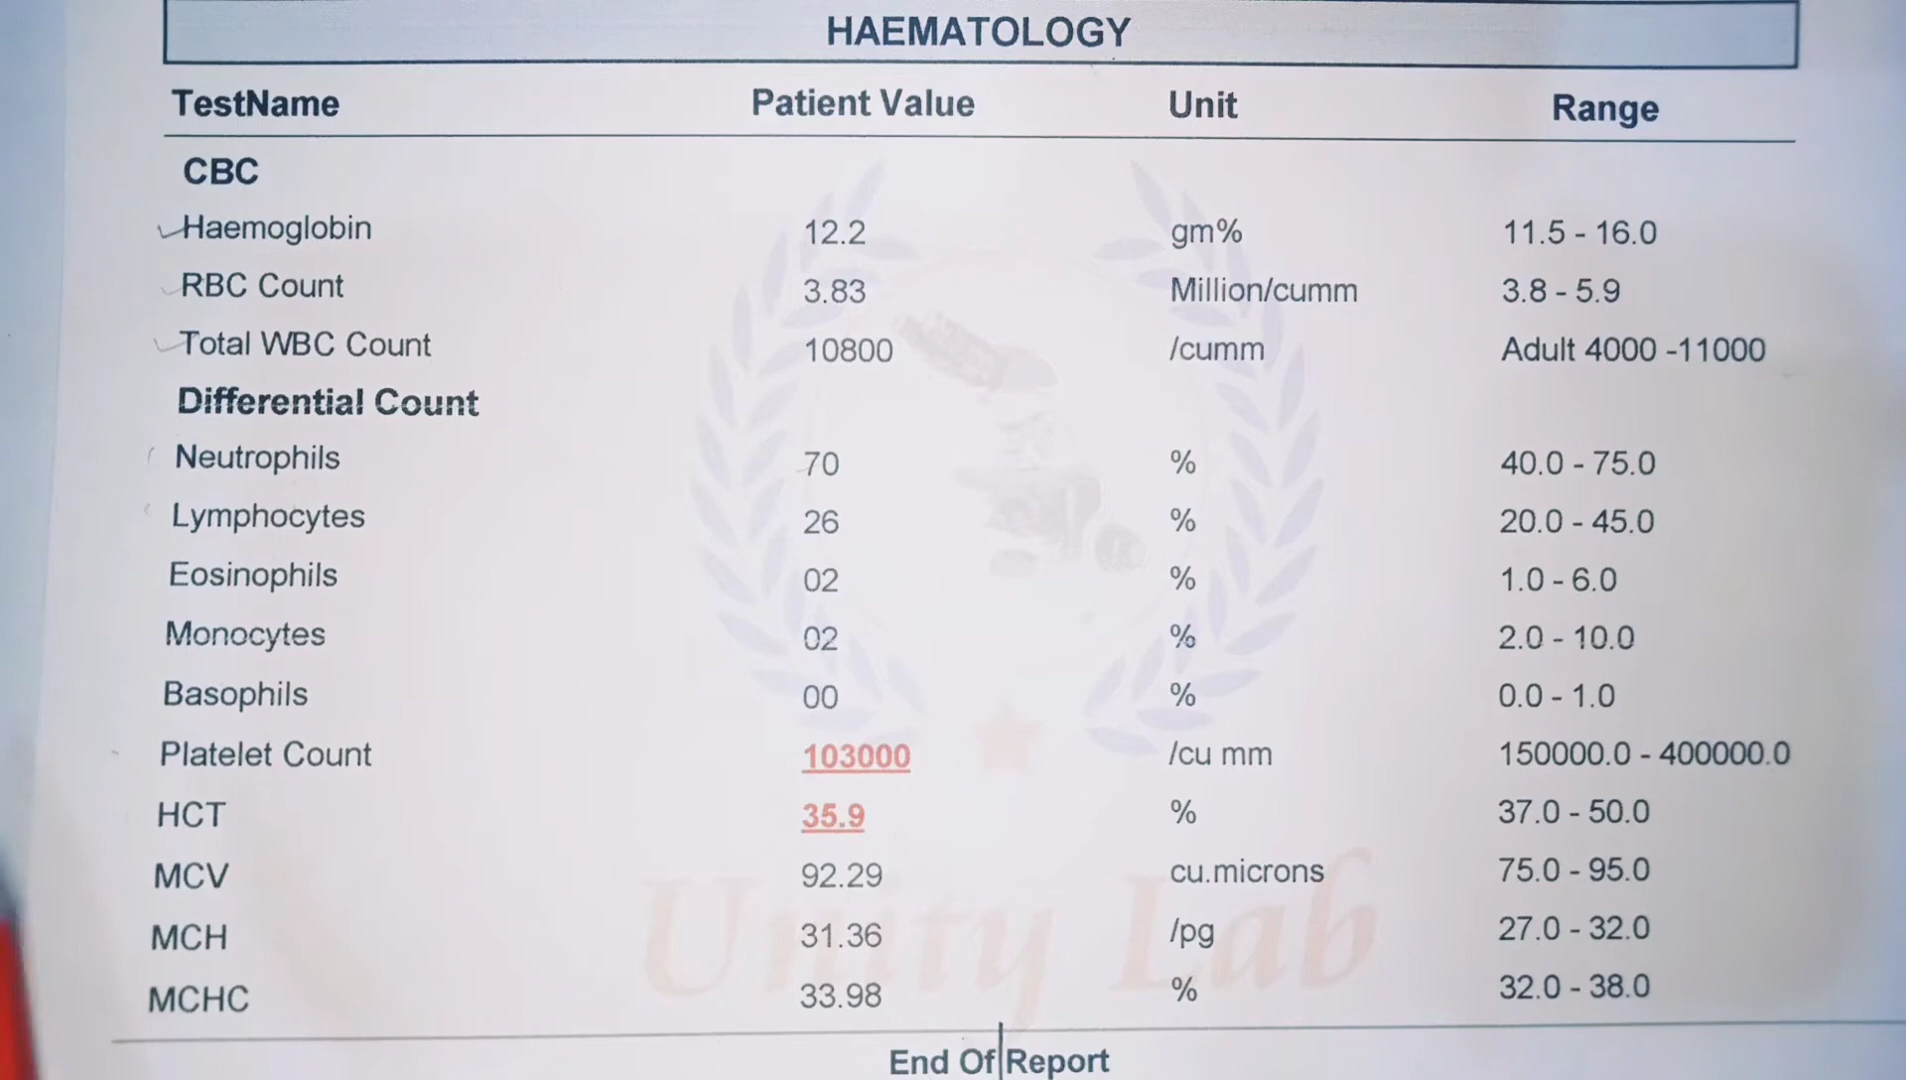 HAEMATOLOGY
TestName Patient Value Unit Range
CBC
Haemoglobin 12.2 gm% 11.5 - 16.0
RBC Count 3.83 Million/cumm 3.8 - 5.9
Total WBC Count 10800 /cumm Adult 4000 -11000
Differential Count
Neutrophils 70 % 40.0 - 75.0
Lymphocytes 26 % 20.0 - 45.0
Eosinophils 02 % 1.0 - 6.0
Monocytes 02 % 2.0 - 10.0
Basophils 00 % 0.0 - 1.0
Platelet Count 103000 /cu mm 150000.0 - 400000.0
HCT 35.9 % 37.0 - 50.0
MCV 92.29 cu.microns 75.0 - 95.0
MCH 31.36 /pg 27.0 - 32.0
MCHC 33.98 % 32.0 - 38.0
Unity Lab
End Of Report